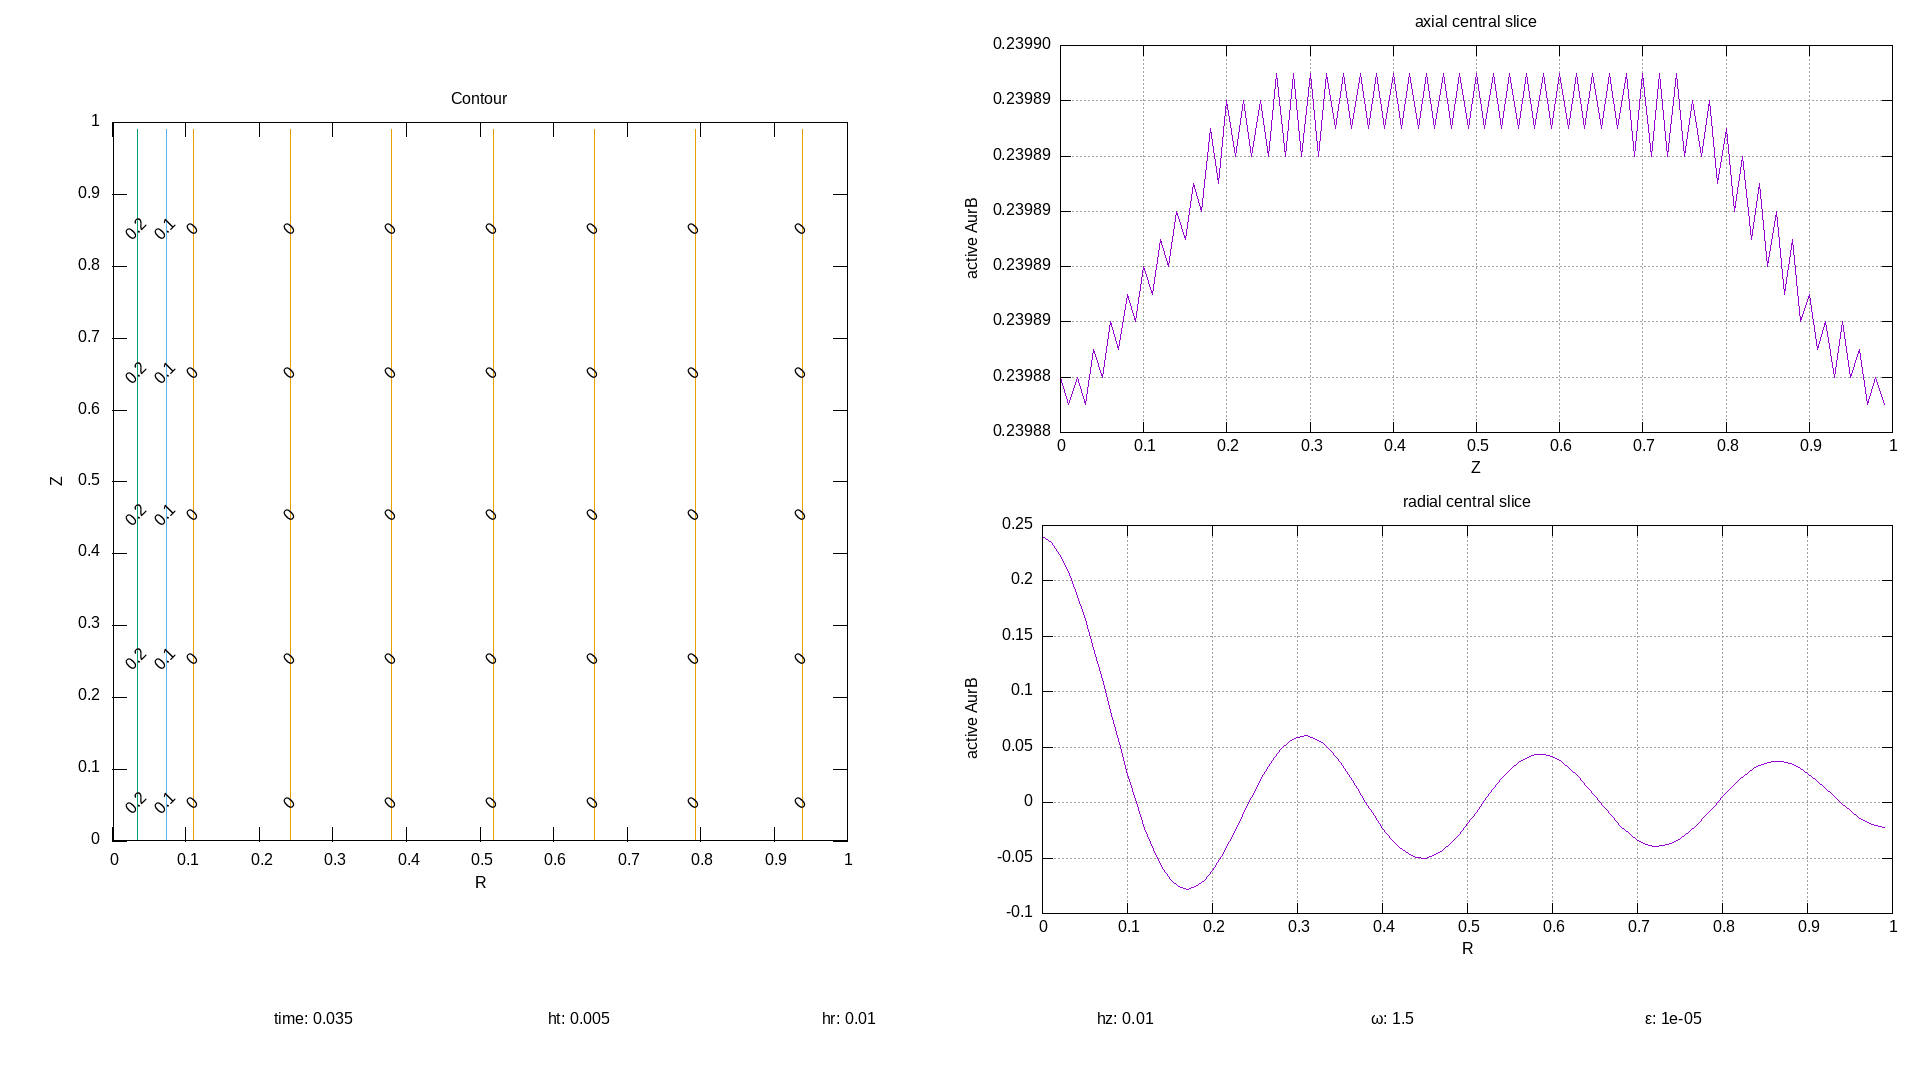 Contour
1
0.9
0.8
0.7
0.6
0.5
0.4
0.3
0.2
0.1
0
Z
0.2 0.1 0 0 0 0 0 0 0
0.2 0.1 0 0 0 0 0 0 0
0.2 0.1 0 0 0 0 0 0 0
0.2 0.1 0 0 0 0 0 0 0
0.2 0.1 0 0 0 0 0 0 0
0 0.1 0.2 0.3 0.4 0.5 0.6 0.7 0.8 0.9 1
R
axial central slice
0.23990
0.23989
0.23989
0.23989
0.23989
0.23989
0.23988
0.23988
active AurB
0 0.1 0.2 0.3 0.4 0.5 0.6 0.7 0.8 0.9 1
Z
radial central slice
0.25
0.2
0.15
0.1
0.05
0
-0.05
-0.1
active AurB
0 0.1 0.2 0.3 0.4 0.5 0.6 0.7 0.8 0.9 1
R
time: 0.035 ht: 0.005 hr: 0.01 hz: 0.01 ω: 1.5 ε: 1e-05